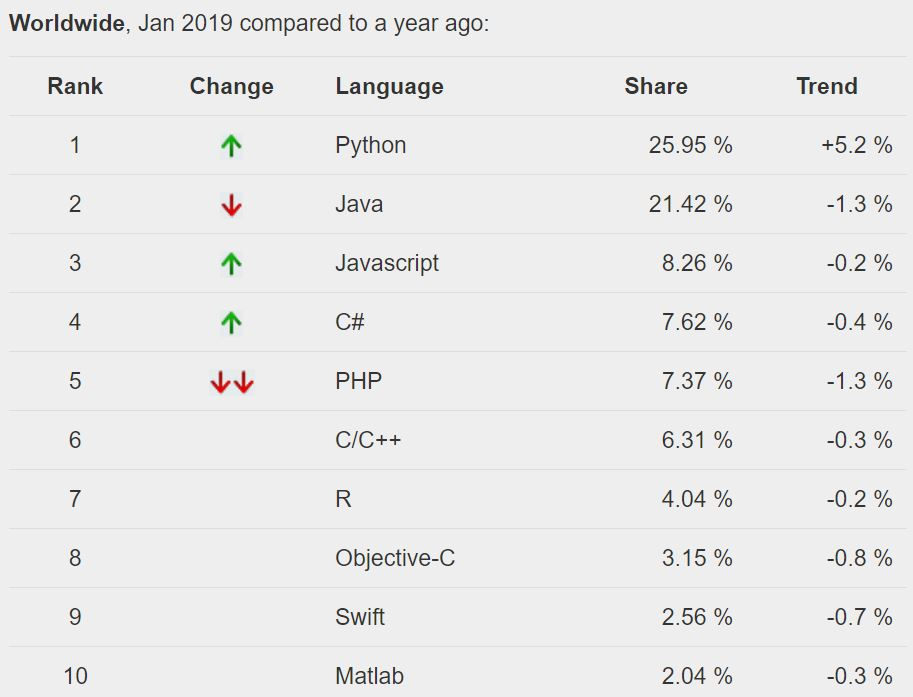 Worldwide, Jan 2019 compared to a year ago:
Rank Change Language Share Trend
1 Python 25.95 % +5.2 %
2 Java 21.42 % -1.3 %
3 Javascript 8.26 % -0.2 %
4 C# 7.62 % -0.4 %
5 PHP 7.37 % -1.3 %
6 C/C++ 6.31 % -0.3 %
7 R 4.04 % -0.2 %
8 Objective-C 3.15 % -0.8 %
9 Swift 2.56 % -0.7 %
10 Matlab 2.04 % -0.3 %